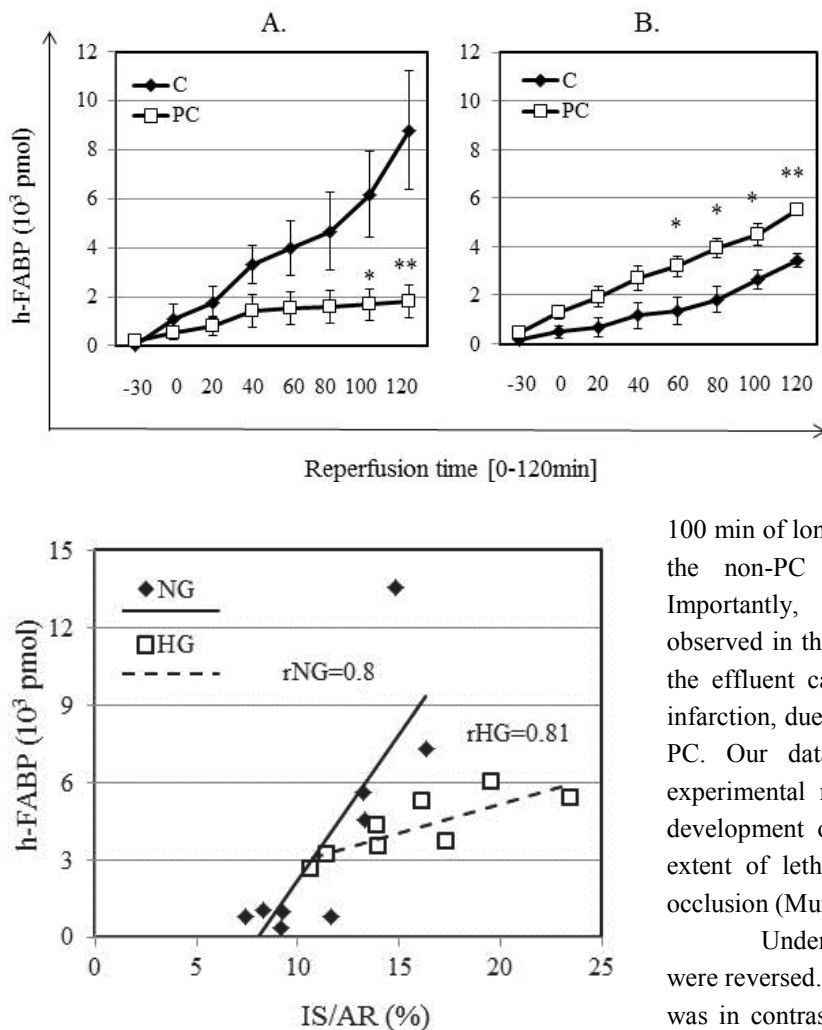 A.
B.
12
10
8
6
4
2
0
C
PC
*
**
-30 0 20 40 60 80 100 120
12
10
8
6
4
2
0
C
PC
*
*
*
**
-30 0 20 40 60 80 100 120
h-FABP (10³ pmol)
Reperfusion time [0-120min]
15
12
9
6
3
0
NG
HG
rNG=0.8
rHG=0.81
0 5 10 15 20 25
h-FABP (10³ pmol)
IS/AR (%)
100 min of lon
the non-PC
Importantly,
observed in th
the effluent ca
infarction, due
PC. Our data
experimental r
development o
extent of leth
occlusion (Mu
Under
were reversed.
was in contras